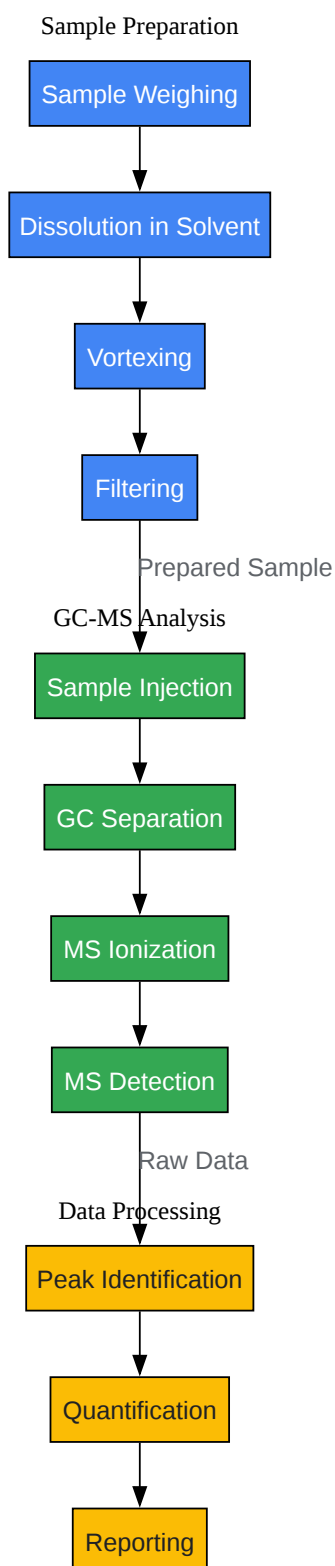 Sample Preparation
Sample Weighing
Dissolution in Solvent
Vortexing
Filtering
Prepared Sample
GC-MS Analysis
Sample Injection
GC Separation
MS Ionization
MS Detection
Raw Data
Data Processing
Peak Identification
Quantification
Reporting